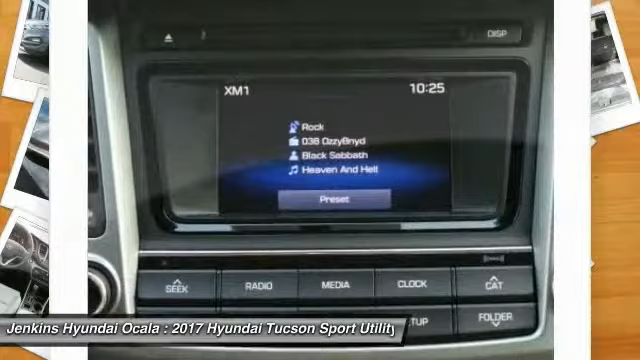 DISP
XM1 10:25
Rock
038 OzzyBnyd
Black Sabbath
Heaven And Hell
Preset
SEEK RADIO MEDIA CLOCK CAT
FOLDER
Jenkins Hyundai Ocala : 2017 Hyundai Tucson Sport Utility